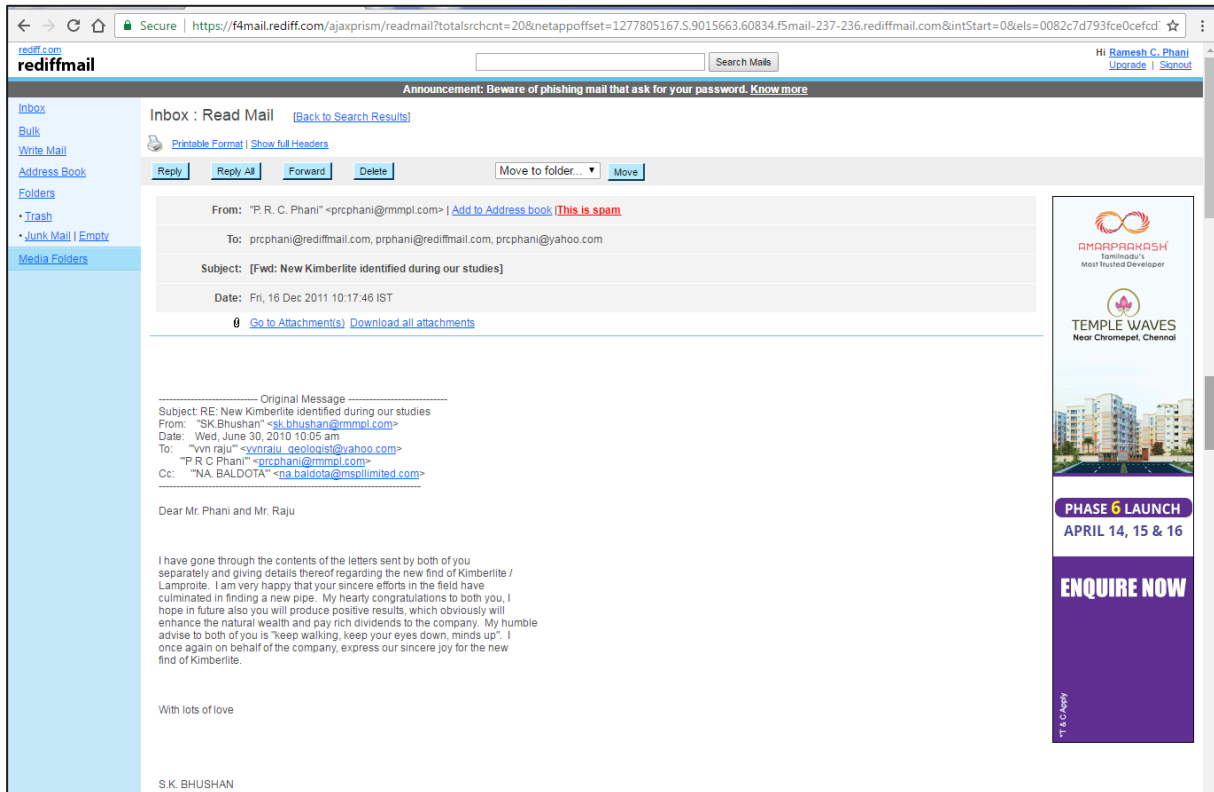 Secure | https://f4mail.rediff.com/ajaxprism/readmail?totalsrchcnt=20&netappoffset=1277805167.S.9015663.60834.f5mail-237-236.rediffmail.com&intStart=0&els=0082c7d793fce0cefcd
rediff.com
rediffmail
Search Mails
Hi Ramesh C. Phani
Upgrade | Signout
Announcement: Beware of phishing mail that ask for your password. Know more
Inbox
Bulk
Write Mail
Address Book
Folders
• Trash
• Junk Mail | Empty
Media Folders
Inbox : Read Mail [Back to Search Results]
Printable Format | Show full Headers
Reply Reply All Forward Delete Move to folder... ▼ Move
From: "P. R. C. Phani" <prcphani@rmmpl.com> | Add to Address book |This is spam
To: prcphani@rediffmail.com, prphani@rediffmail.com, prcphani@yahoo.com
Subject: [Fwd: New Kimberlite identified during our studies]
Date: Fri, 16 Dec 2011 10:17:46 IST
Go to Attachment(s) Download all attachments
---------------------------- Original Message ----------------------------
Subject: RE: New Kimberlite identified during our studies
From: "SK.Bhushan" <sk.bhushan@rmmpl.com>
Date: Wed, June 30, 2010 10:05 am
To: "'vvn raju'" <vvnraju_geologist@yahoo.com>
"'P R C Phani'" <prcphani@rmmpl.com>
Cc: "'NA. BALDOTA'" <na.baldota@mspllimited.com>
--------------------------------------------------------------------------
Dear Mr. Phani and Mr. Raju
I have gone through the contents of the letters sent by both of you
separately and giving details thereof regarding the new find of Kimberlite /
Lamproite. I am very happy that your sincere efforts in the field have
culminated in finding a new pipe. My hearty congratulations to both you, I
hope in future also you will produce positive results, which obviously will
enhance the natural wealth and pay rich dividends to the company. My humble
advise to both of you is "keep walking, keep your eyes down, minds up". I
once again on behalf of the company, express our sincere joy for the new
find of Kimberlite.
With lots of love
S.K. BHUSHAN
AMARPRAKASH
Tamilnadu's
Most Trusted Developer
TEMPLE WAVES
Near Chromepet, Chennai
PHASE 6 LAUNCH
APRIL 14, 15 & 16
ENQUIRE NOW
*T & C Apply